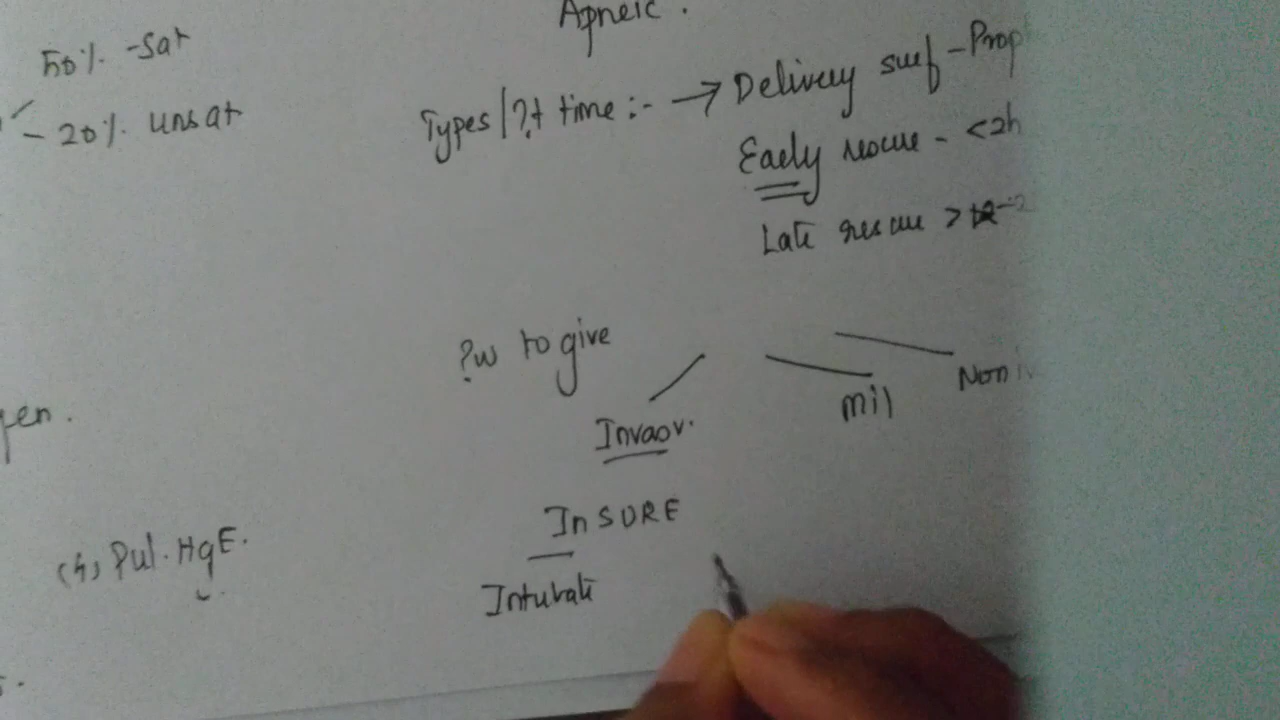 Apneic.
50% -Sat
- 20% unsat
Types / ?t time :- → Delivery surf - Prop
Early rescue - <2h
Late rescue >
?w to give
Invasv.
mil
Non
InSURE
Intubate
gen.
(4) Pul. HgE.